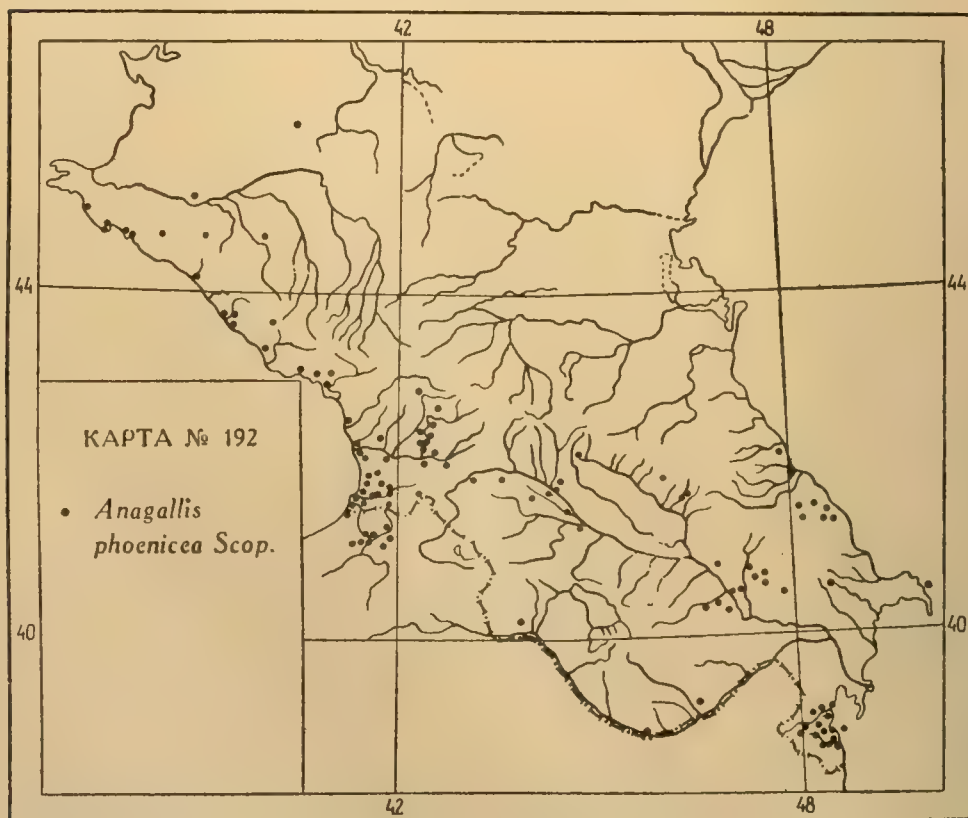 42 48
44 44
КАРТА № 192
Anagallis
phoenicea Scop.
40 40
42 48